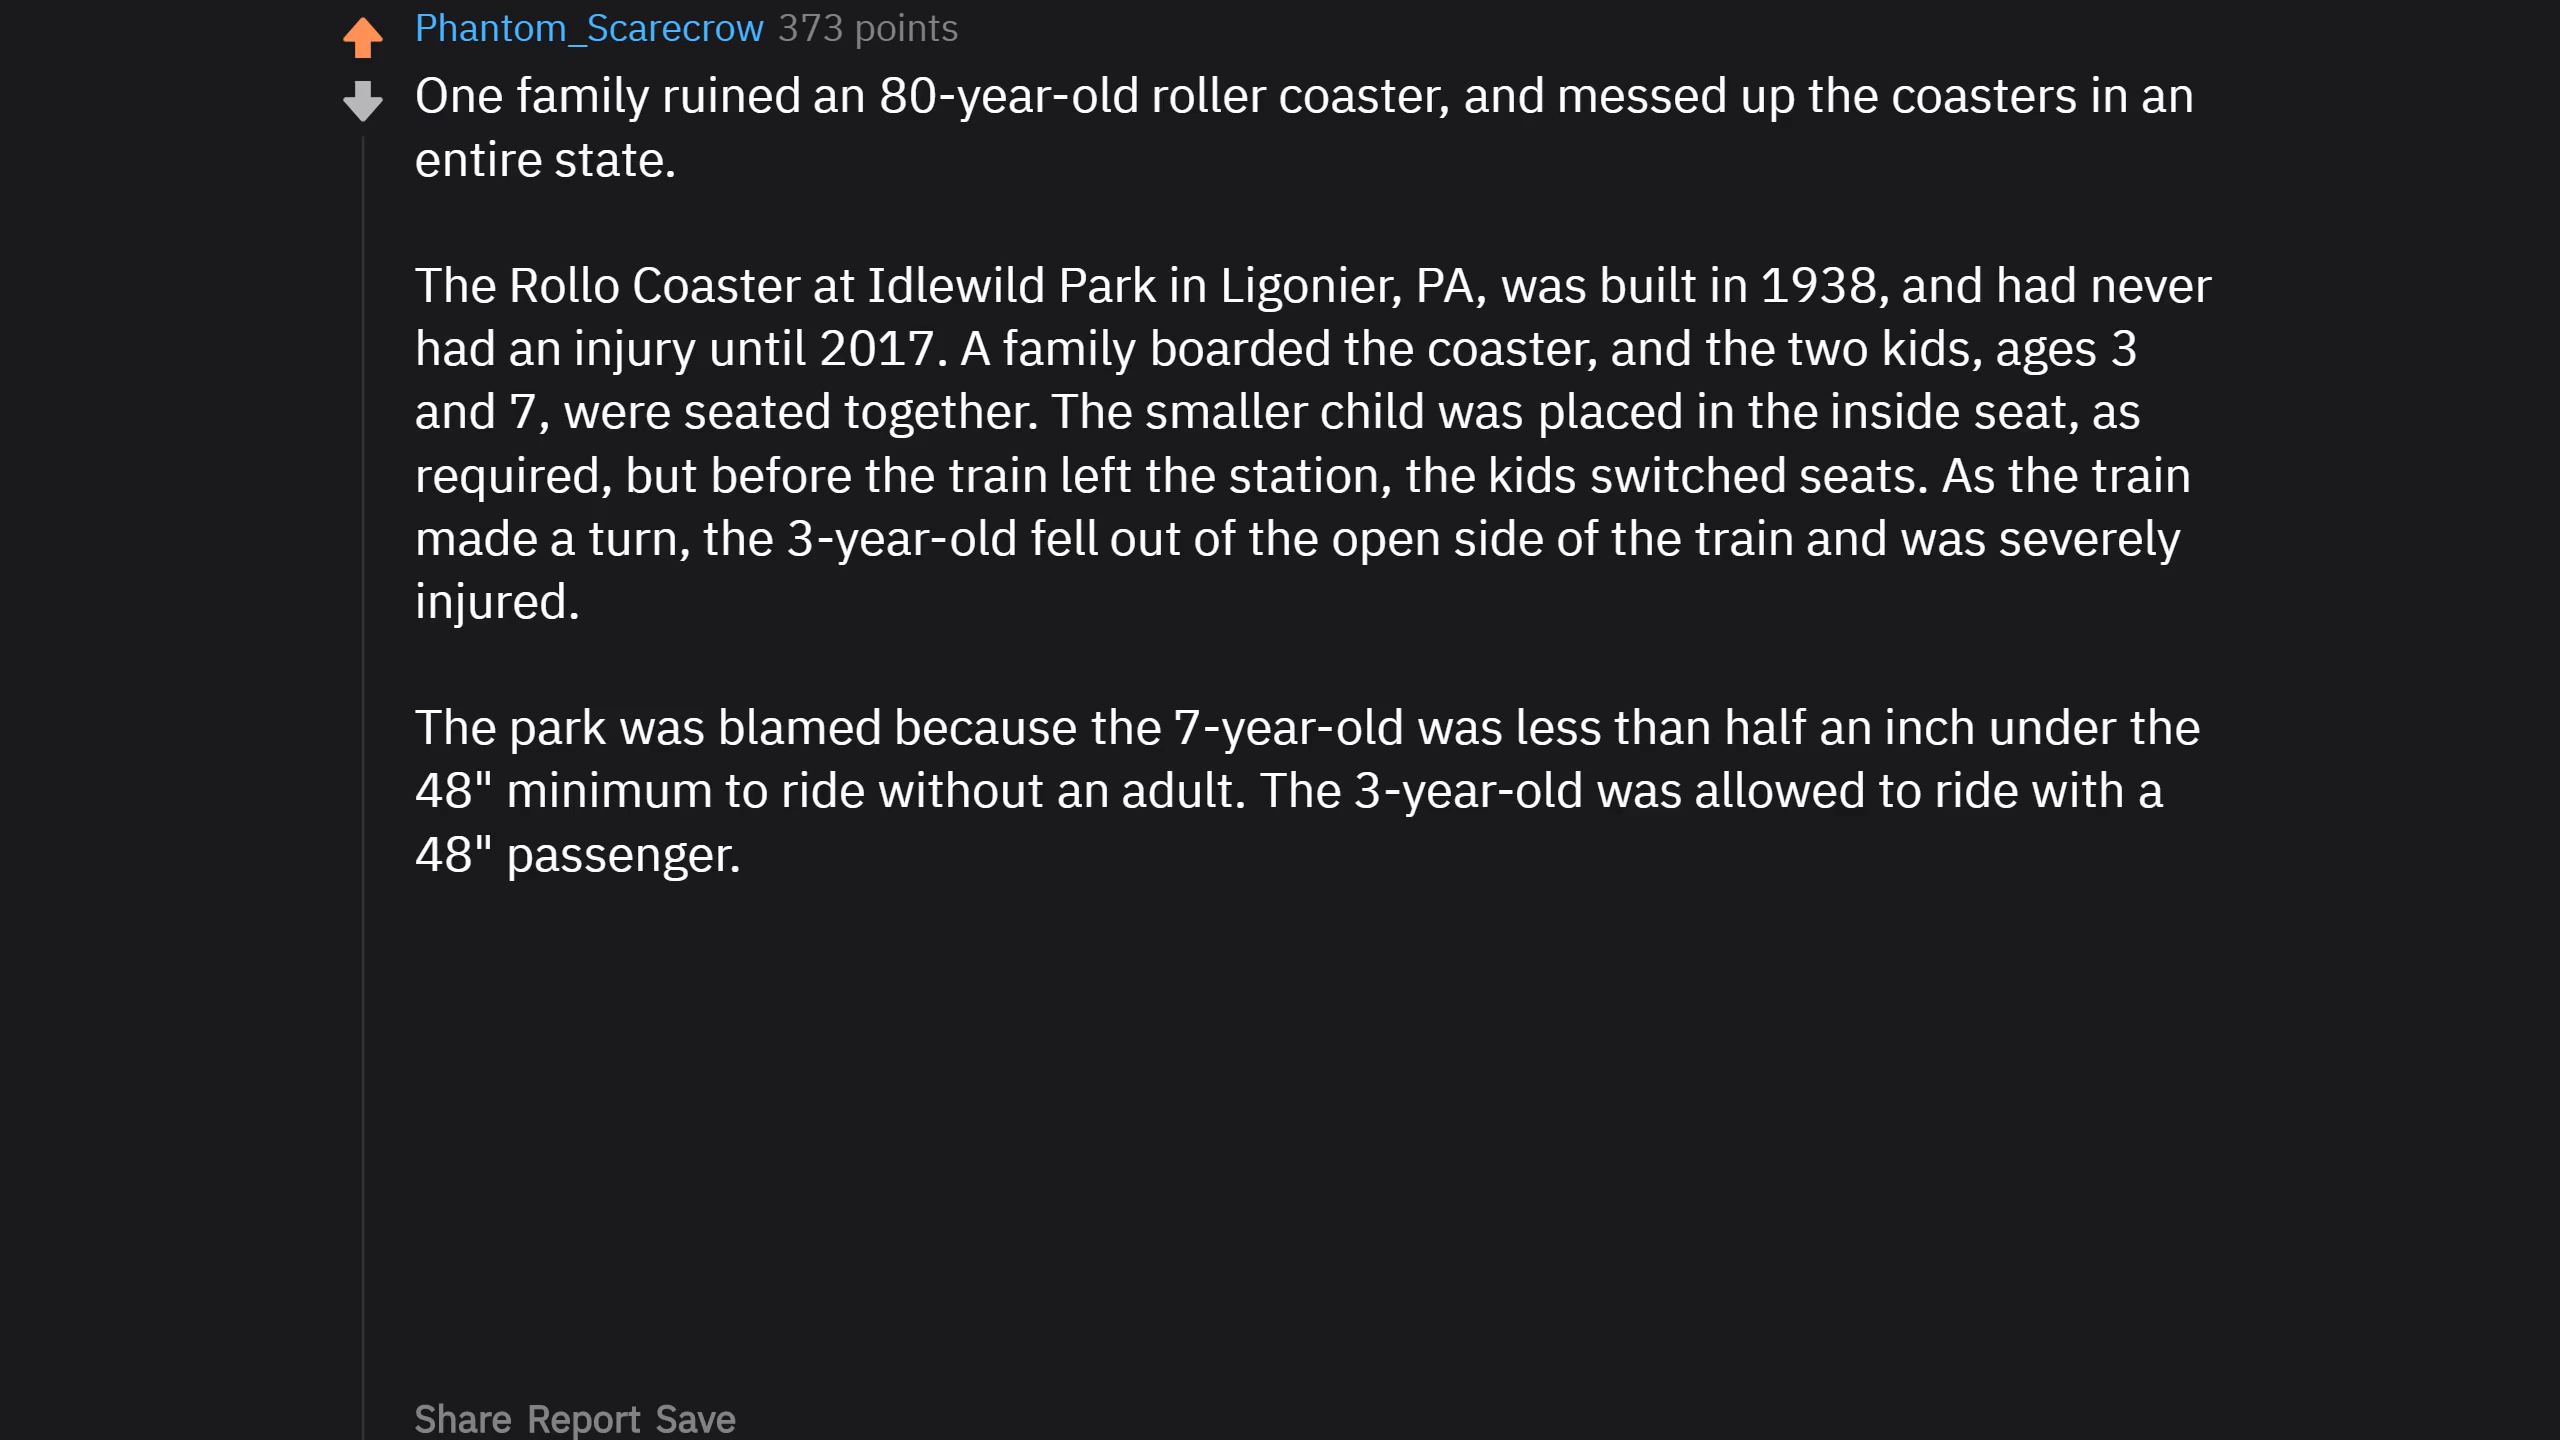 Phantom_Scarecrow 373 points
One family ruined an 80-year-old roller coaster, and messed up the coasters in an
entire state.
The Rollo Coaster at Idlewild Park in Ligonier, PA, was built in 1938, and had never
had an injury until 2017. A family boarded the coaster, and the two kids, ages 3
and 7, were seated together. The smaller child was placed in the inside seat, as
required, but before the train left the station, the kids switched seats. As the train
made a turn, the 3-year-old fell out of the open side of the train and was severely
injured.
The park was blamed because the 7-year-old was less than half an inch under the
48" minimum to ride without an adult. The 3-year-old was allowed to ride with a
48" passenger.
Share Report Save